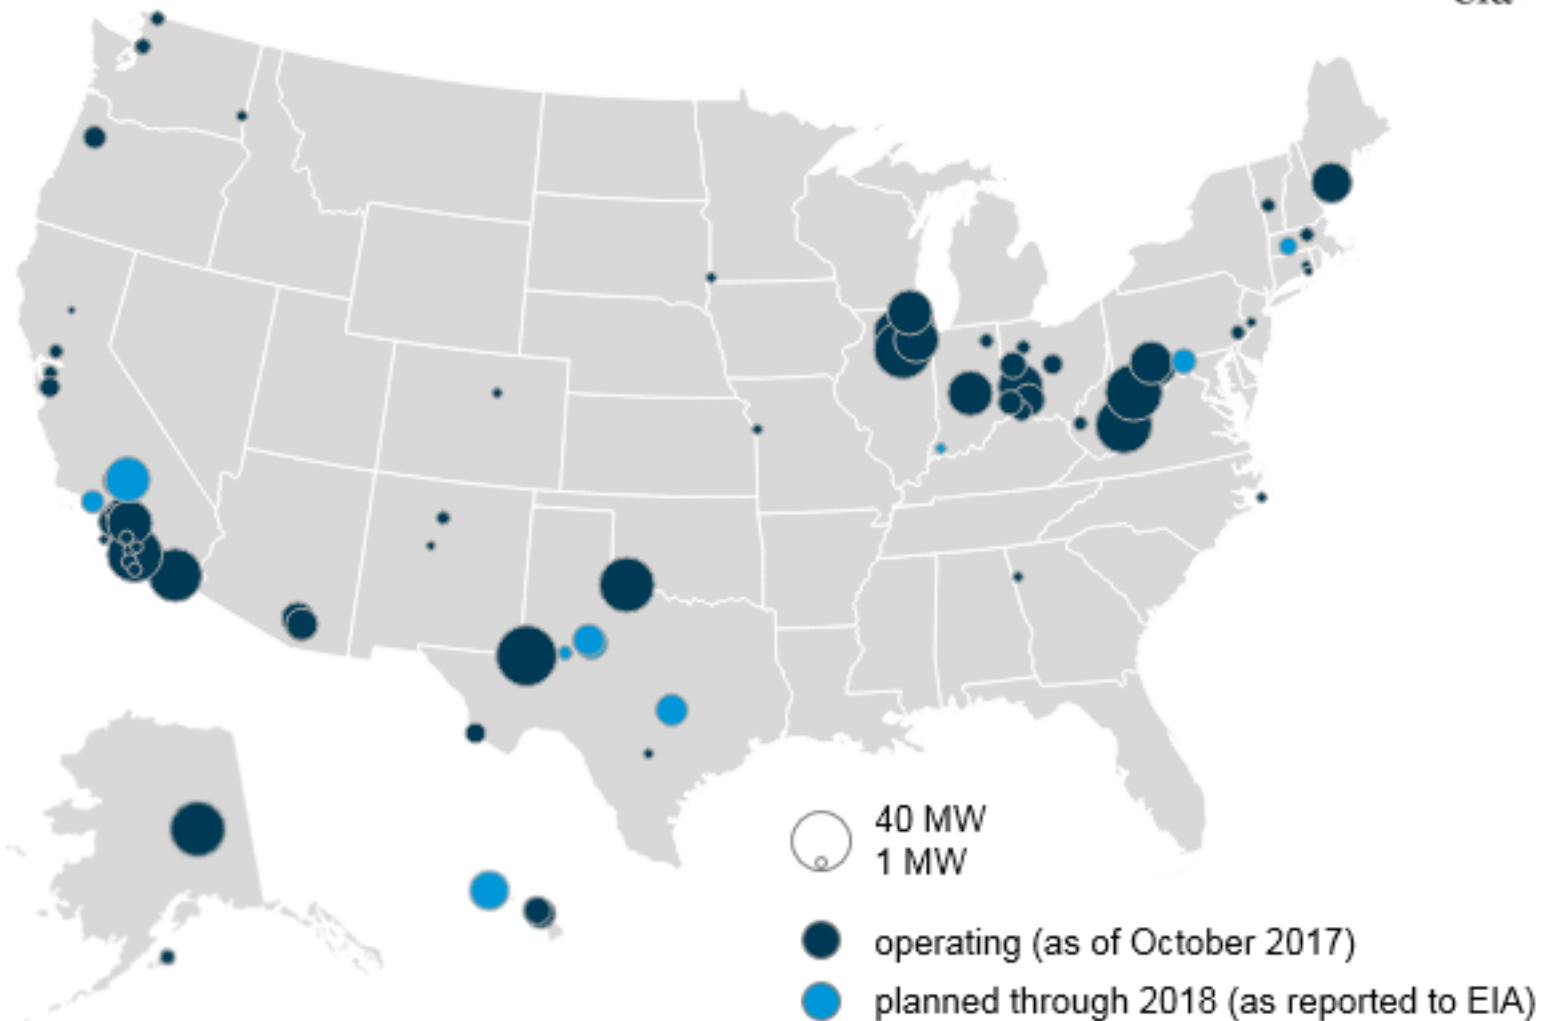 40 MW
1 MW
operating (as of October 2017)
planned through 2018 (as reported to EIA)